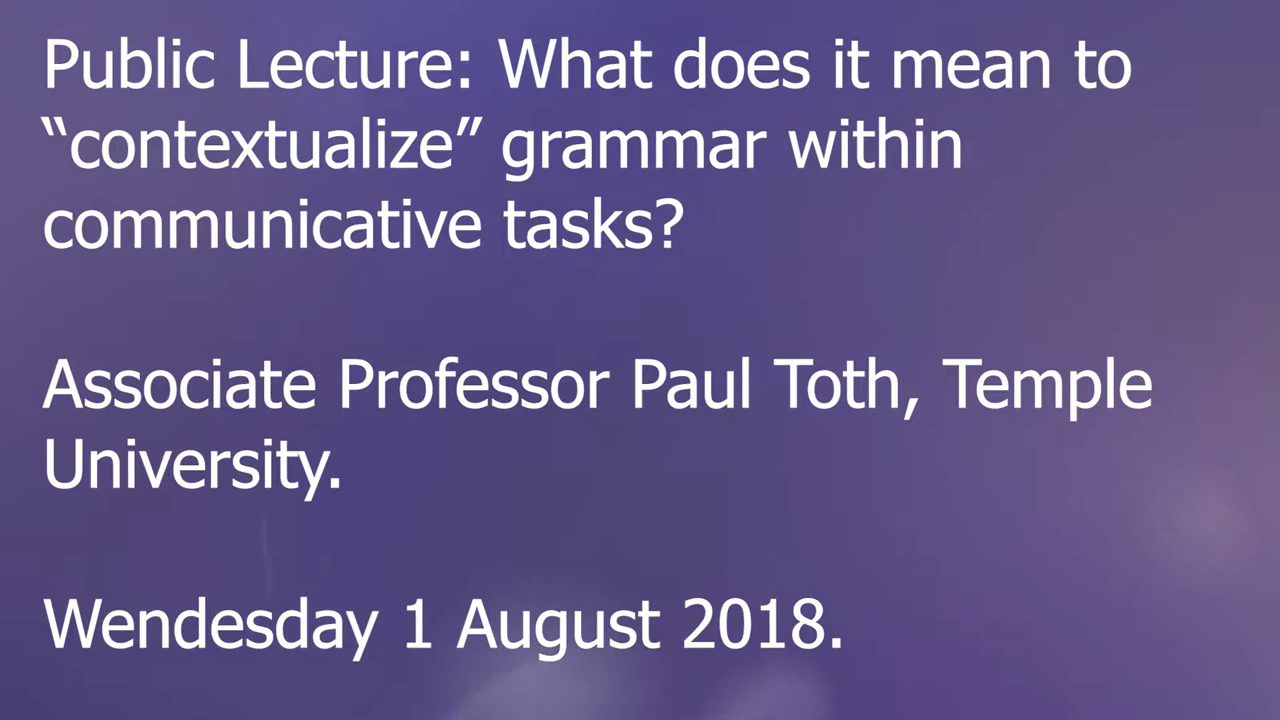 Public Lecture: What does it mean to
“contextualize” grammar within
communicative tasks?
Associate Professor Paul Toth, Temple
University.
Wendesday 1 August 2018.